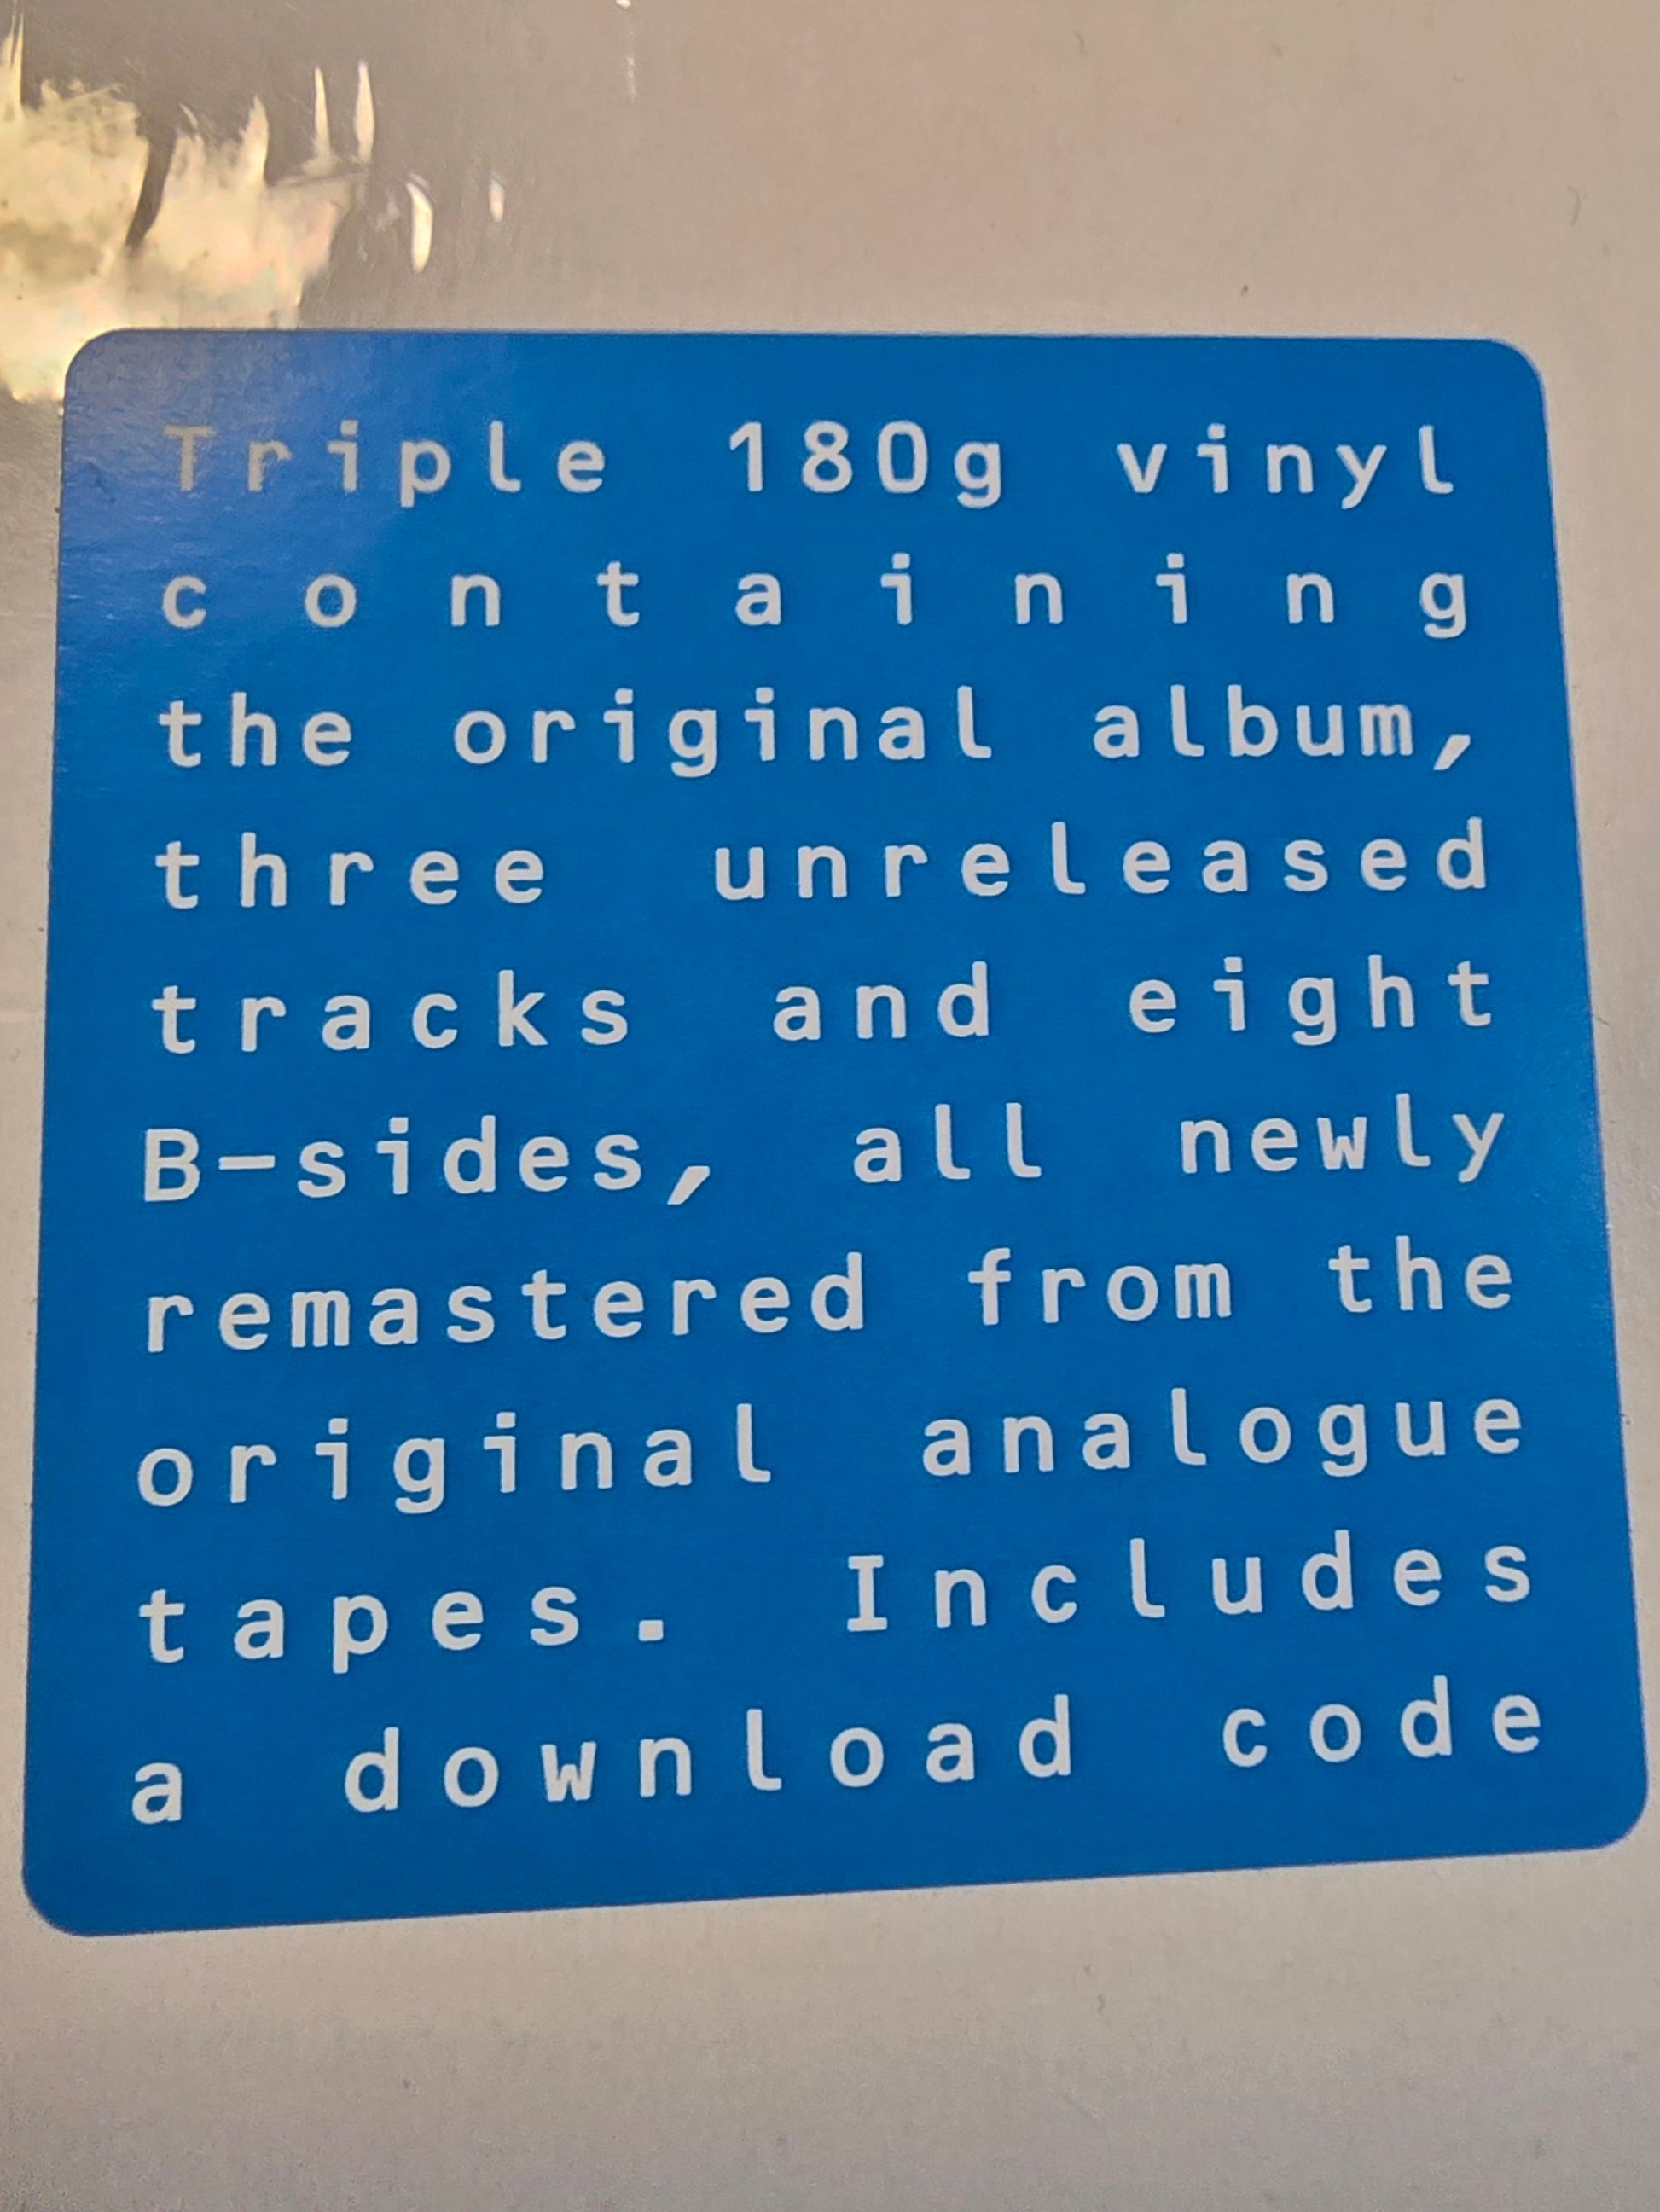 Triple 180g vinyl
containing
the original album,
three unreleased
tracks and eight
B-sides, all newly
remastered from the
original analogue
tapes. Includes
a download code